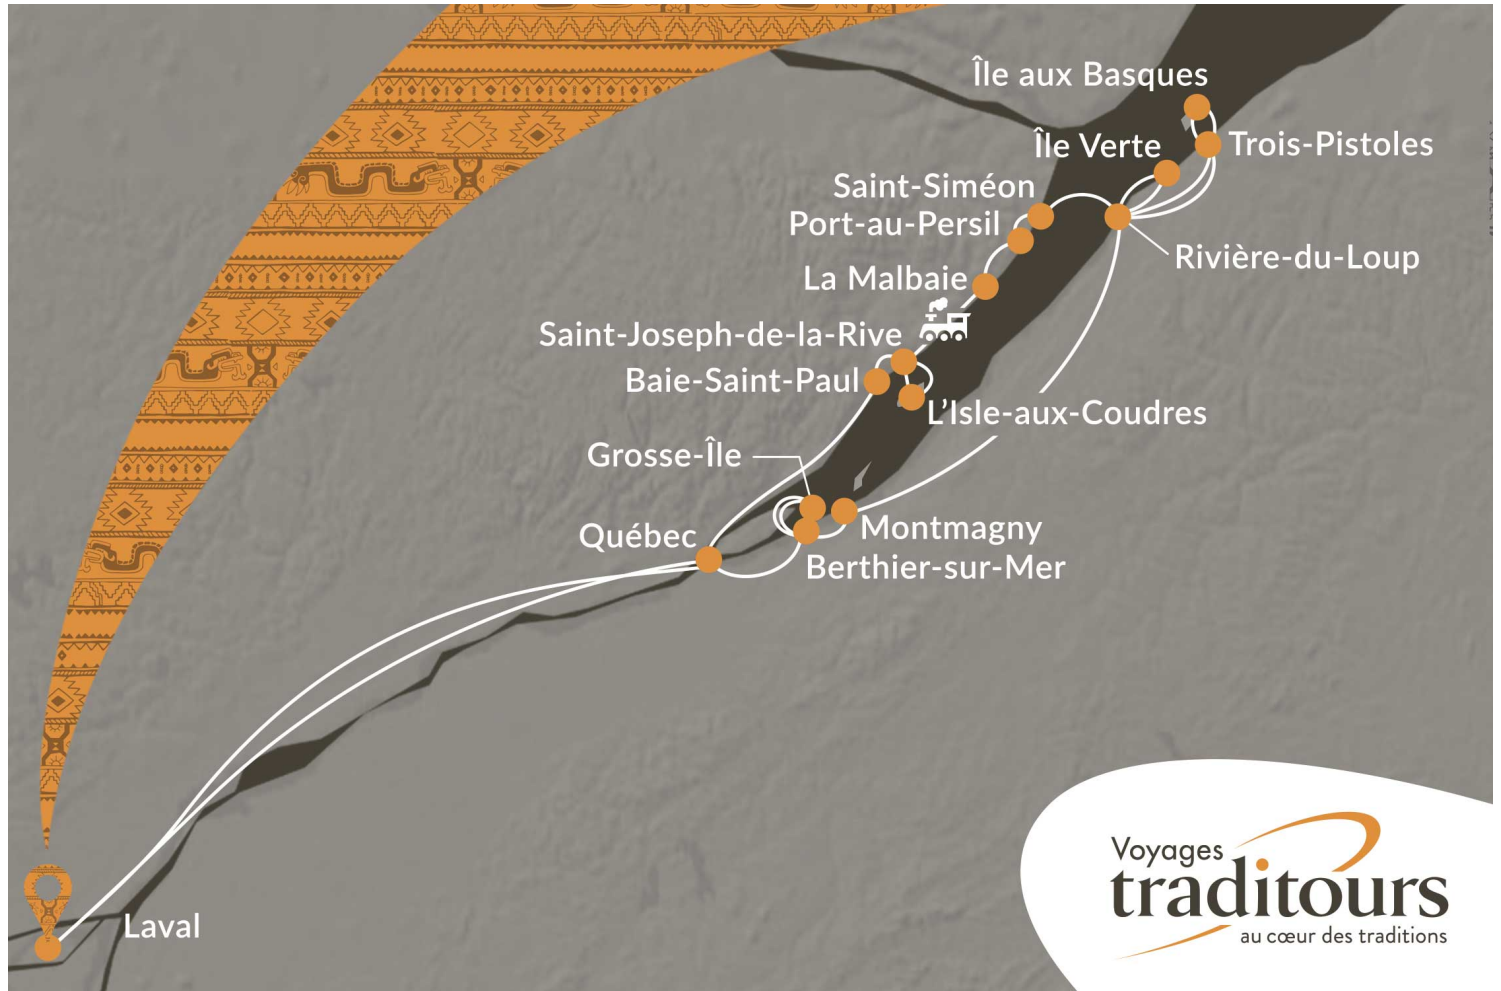 Île aux Basques
Île Verte
Trois-Pistoles
Saint-Siméon
Port-au-Persil
Rivière-du-Loup
La Malbaie
Saint-Joseph-de-la-Rive
Baie-Saint-Paul
L'Isle-aux-Coudres
Grosse-Île
Québec
Montmagny
Berthier-sur-Mer
Laval
Voyages
traditours
au cœur des traditions